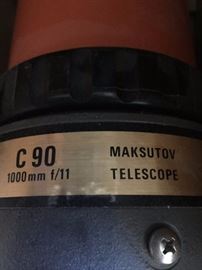 C 90
1000mm f/11
MAKSUTOV
TELESCOPE